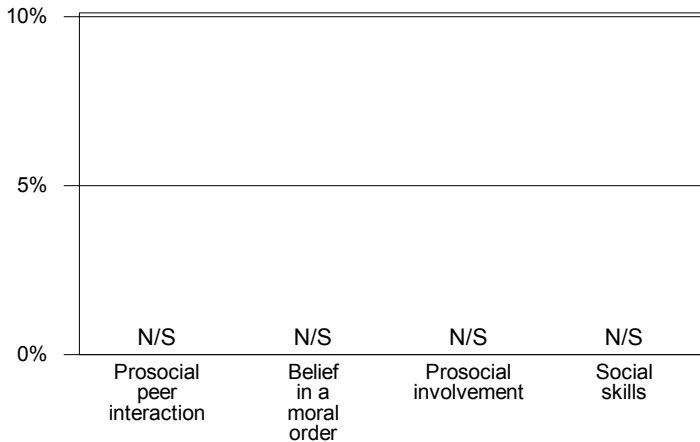 10%
5%
N/S N/S N/S N/S
0%
Prosocial
peer
interaction
Belief
in a
moral
order
Prosocial
involvement
Social
skills